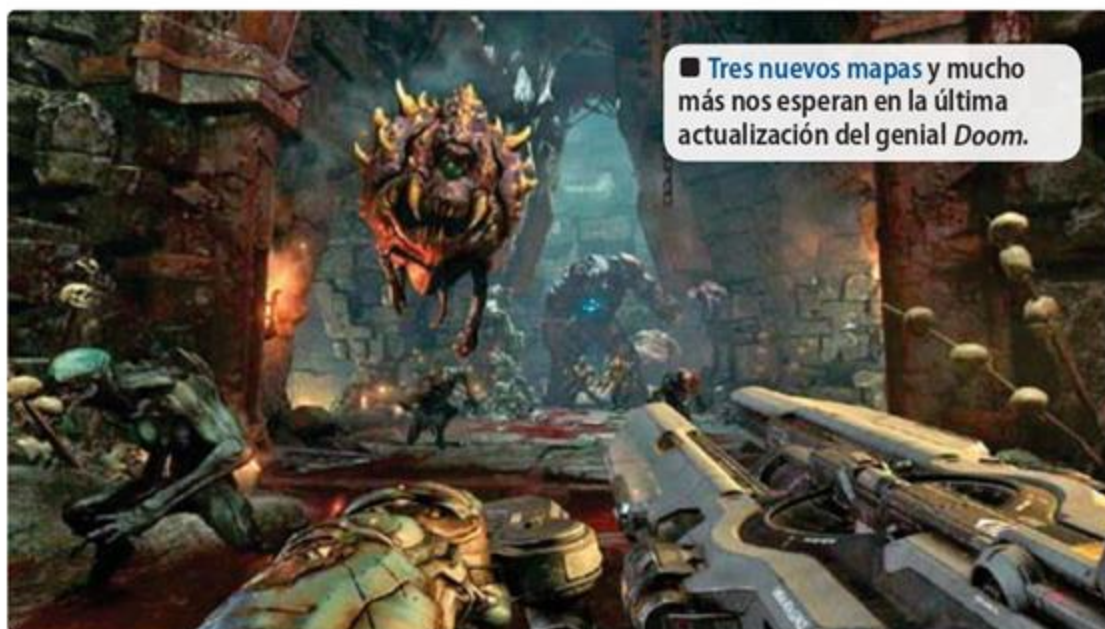 ■ Tres nuevos mapas y mucho
más nos esperan en la última
actualización del genial Doom.